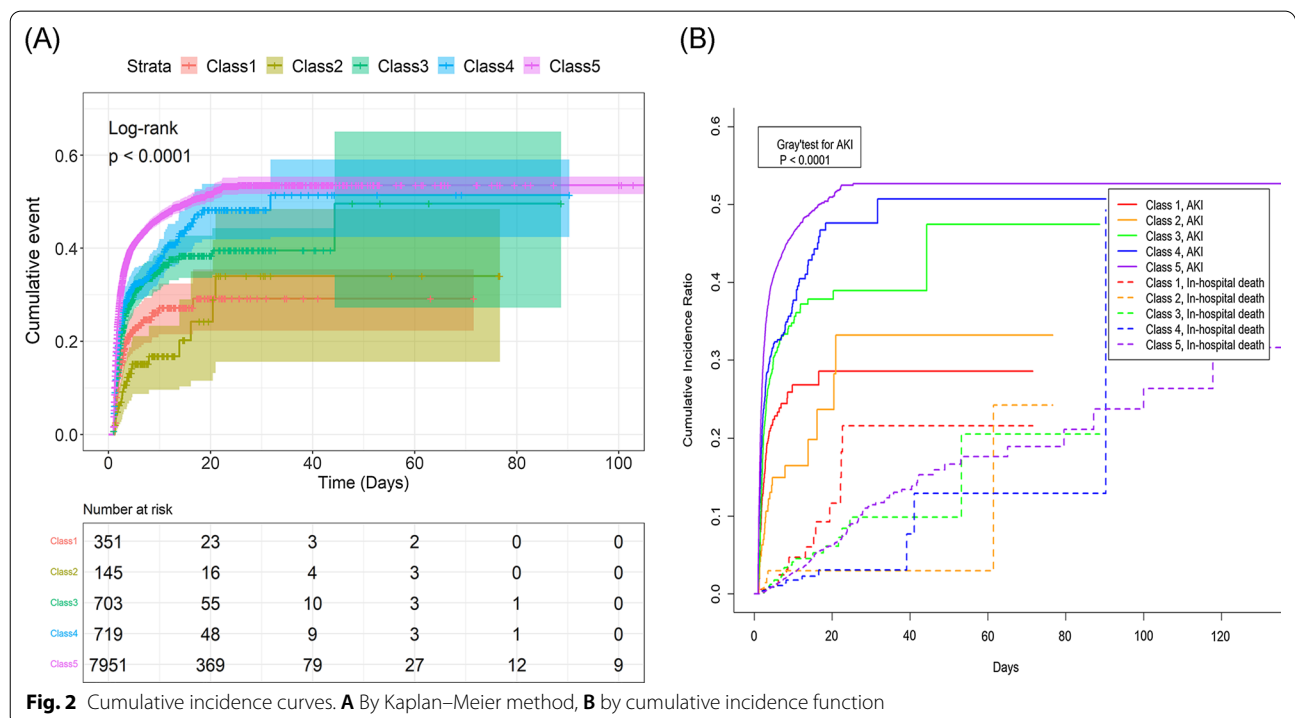 (A)
Strata Class1 Class2 Class3 Class4 Class5
Log-rank
p < 0.0001
Cumulative event
0.6
0.4
0.2
0.0
0 20 40 60 80 100
Time (Days)
Number at risk
Class1 351 23 3 2 0 0
Class2 145 16 4 3 0 0
Class3 703 55 10 3 1 0
Class4 719 48 9 3 1 0
Class5 7951 369 79 27 12 9
(B)
Gray'test for AKI
P < 0.0001
Cumulative Incidence Ratio
0.6
0.5
0.4
0.3
0.2
0.1
0.0
Class 1, AKI
Class 2, AKI
Class 3, AKI
Class 4, AKI
Class 5, AKI
Class 1, In-hospital death
Class 2, In-hospital death
Class 3, In-hospital death
Class 4, In-hospital death
Class 5, In-hospital death
0 20 40 60 80 100 120
Days
Fig. 2 Cumulative incidence curves. A By Kaplan–Meier method, B by cumulative incidence function